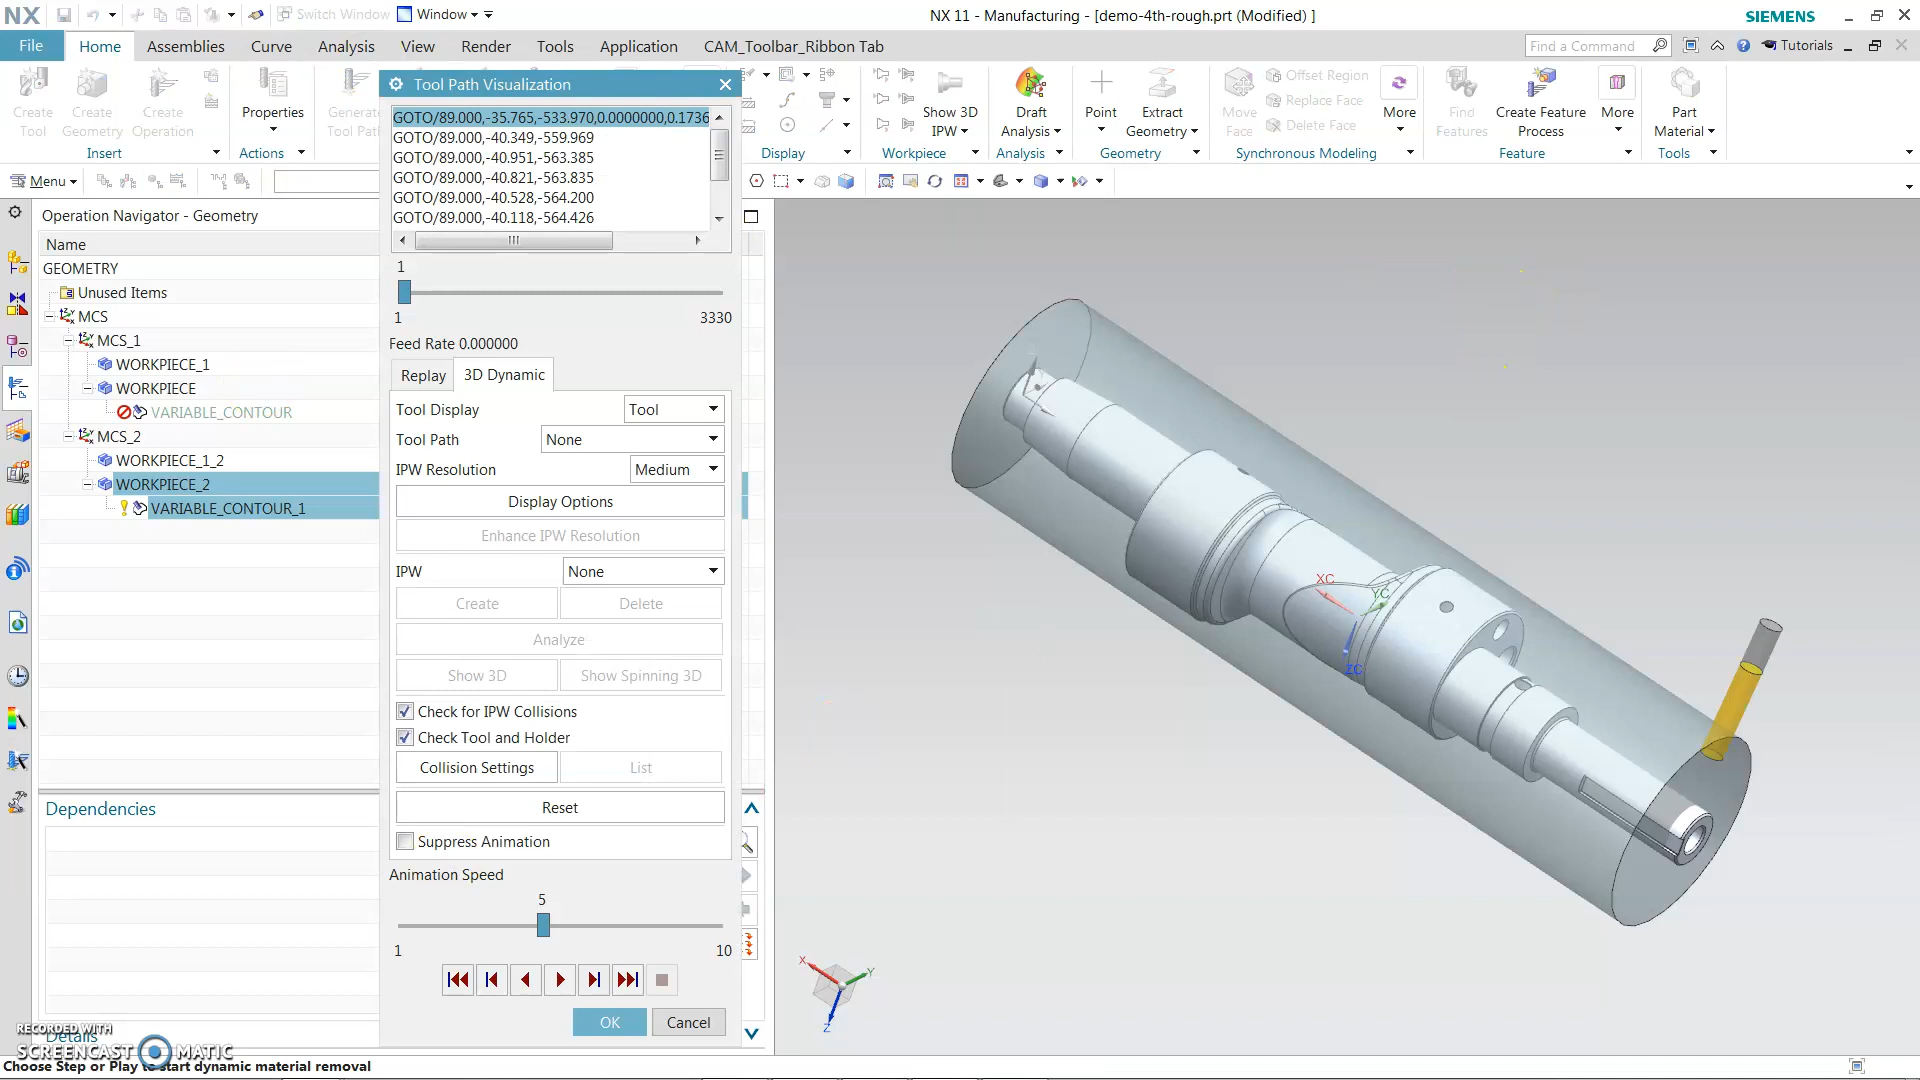 NX
Switch Window
Window
NX 11 - Manufacturing - [demo-4th-rough.prt (Modified) ]
SIEMENS
File
Home
Assemblies
Curve
Analysis
View
Render
Tools
Application
CAM_Toolbar_Ribbon Tab
Find a Command
Tutorials
Create Tool
Create Geometry
Create Operation
Insert
Properties
Actions
Generate Tool Path
Display
Show 3D IPW
Workpiece
Draft Analysis
Analysis
Point
Extract Geometry
Geometry
Move Face
Offset Region
Replace Face
Delete Face
More
Synchronous Modeling
Find Features
Create Feature Process
More
Feature
Part Material
Tools
Menu
Operation Navigator - Geometry
Name
GEOMETRY
Unused Items
MCS
MCS_1
WORKPIECE_1
WORKPIECE
VARIABLE_CONTOUR
MCS_2
WORKPIECE_1_2
WORKPIECE_2
VARIABLE_CONTOUR_1
Dependencies
Details
Tool Path Visualization
GOTO/89.000,-35.765,-533.970,0.0000000,0.1736
GOTO/89.000,-40.349,-559.969
GOTO/89.000,-40.951,-563.385
GOTO/89.000,-40.821,-563.835
GOTO/89.000,-40.528,-564.200
GOTO/89.000,-40.118,-564.426
1
1
3330
Feed Rate 0.000000
Replay
3D Dynamic
Tool Display
Tool
Tool Path
None
IPW Resolution
Medium
Display Options
Enhance IPW Resolution
IPW
None
Create
Delete
Analyze
Show 3D
Show Spinning 3D
Check for IPW Collisions
Check Tool and Holder
Collision Settings
List
Reset
Suppress Animation
Animation Speed
5
1
10
OK
Cancel
XC
YC
ZC
X
Y
Z
RECORDED WITH
SCREENCAST MATIC
Choose Step or Play to start dynamic material removal